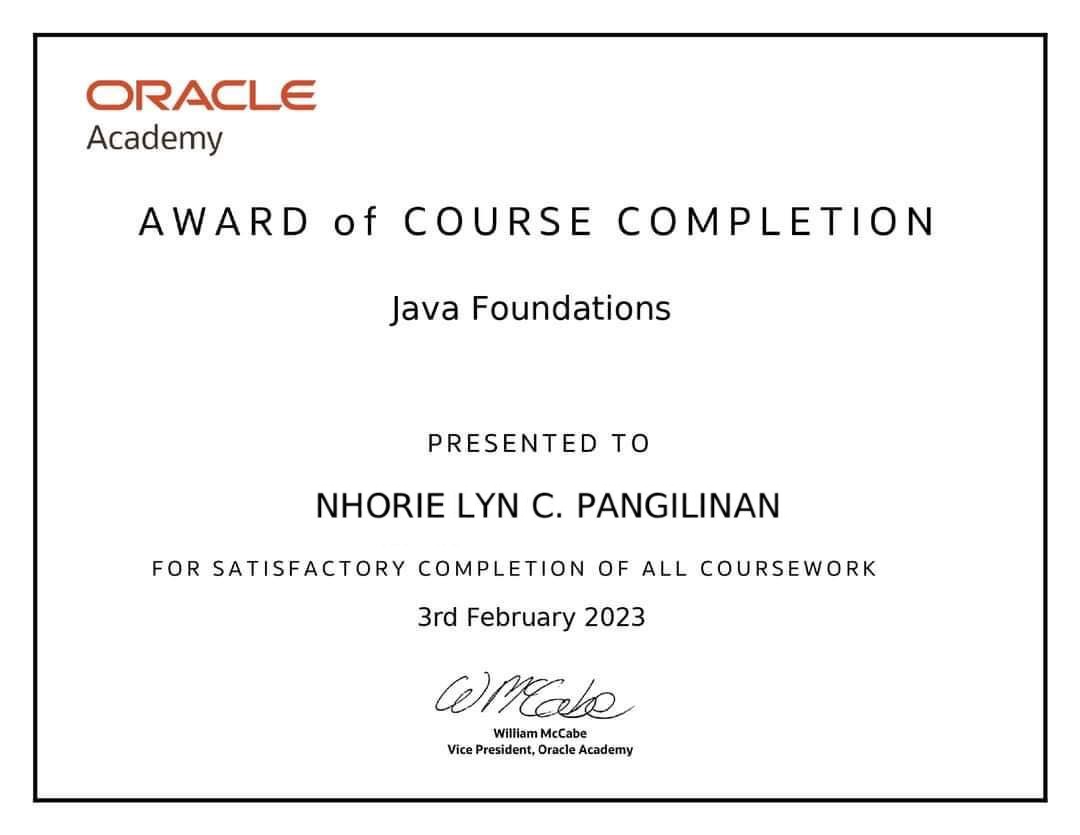 ORACLE
Academy
AWARD of COURSE COMPLETION
Java Foundations
PRESENTED TO
NHORIE LYN C. PANGILINAN
FOR SATISFACTORY COMPLETION OF ALL COURSEWORK
3rd February 2023
WMcCabe
William McCabe
Vice President, Oracle Academy